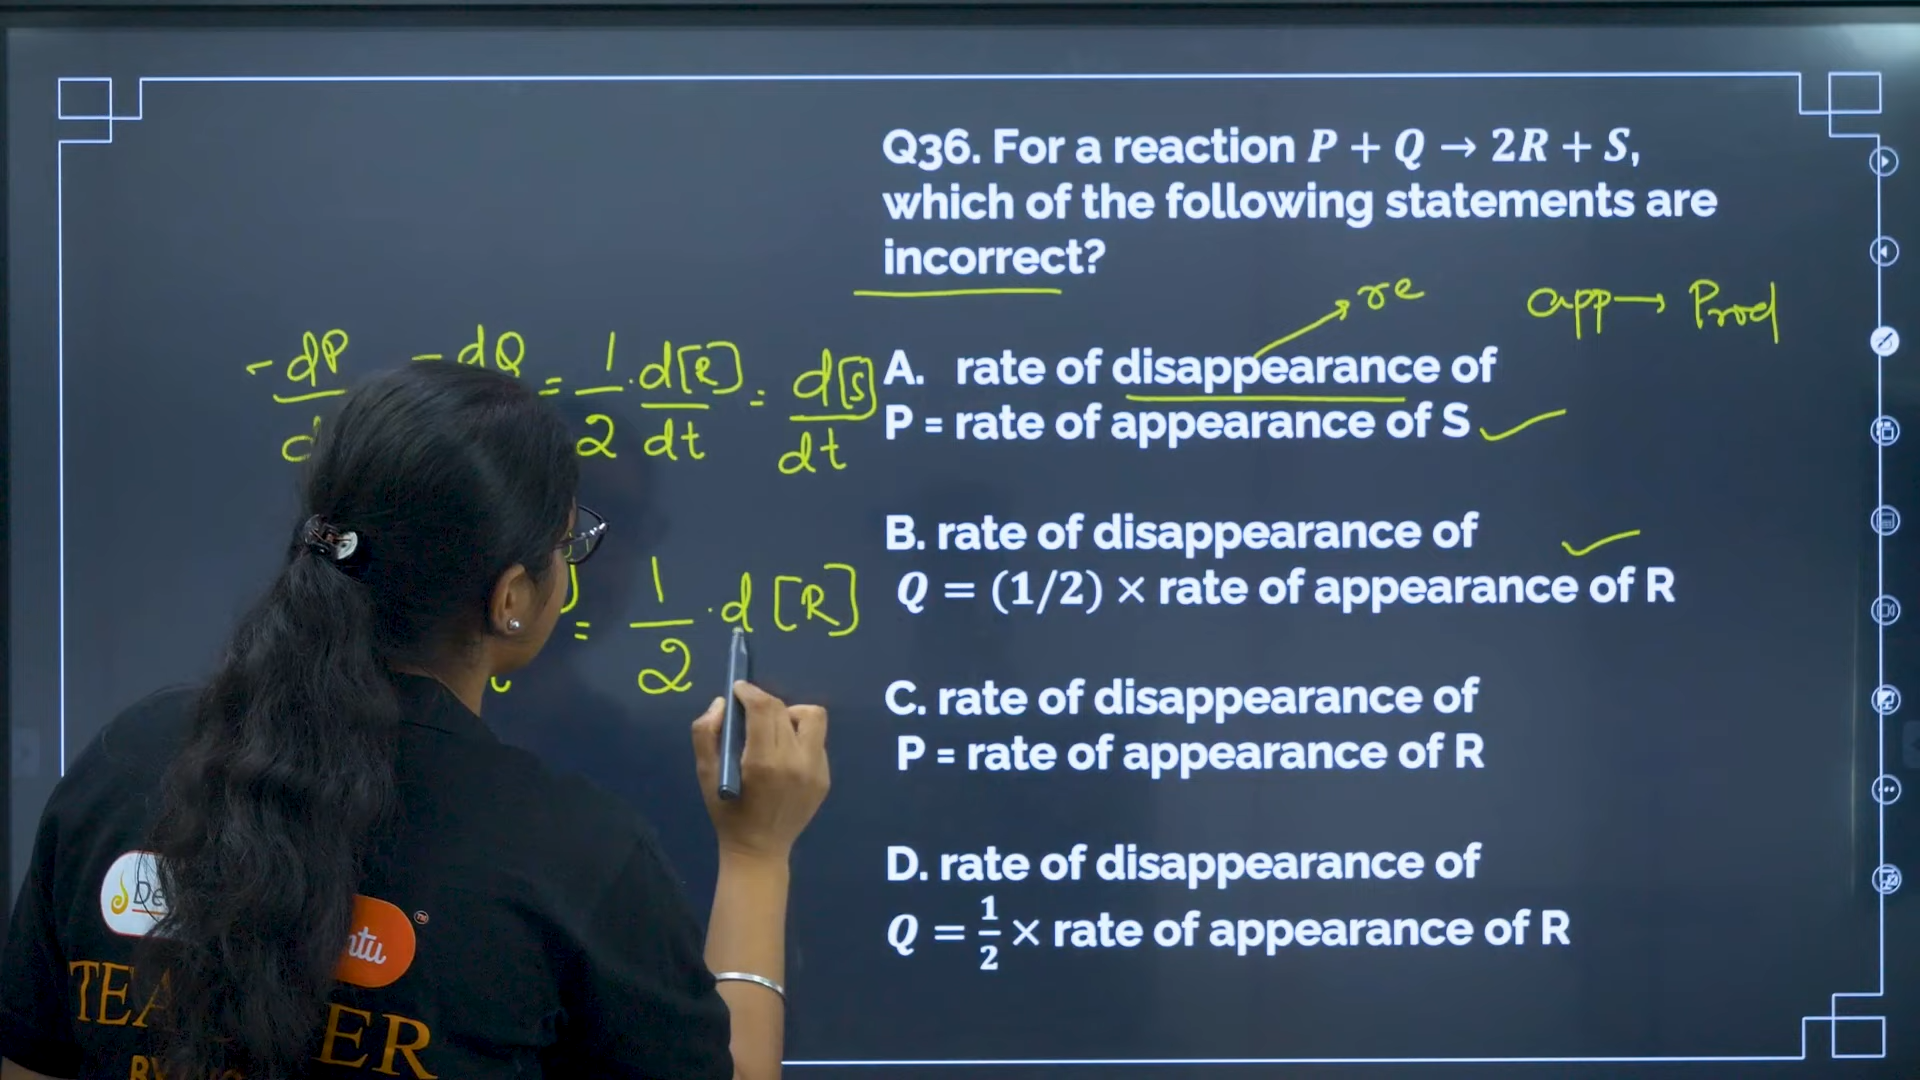 Q36. For a reaction P + Q → 2R + S,
which of the following statements are
incorrect?
re
app → Prod
A. rate of disappearance of
P = rate of appearance of S ✓
B. rate of disappearance of ✓
Q = (1/2) × rate of appearance of R
C. rate of disappearance of
P = rate of appearance of R
D. rate of disappearance of
Q = 1/2 × rate of appearance of R
-dP - dQ = 1/2 · d[R]/dt = d[S]/dt
= 1/2 · d[R]
ntu
ER